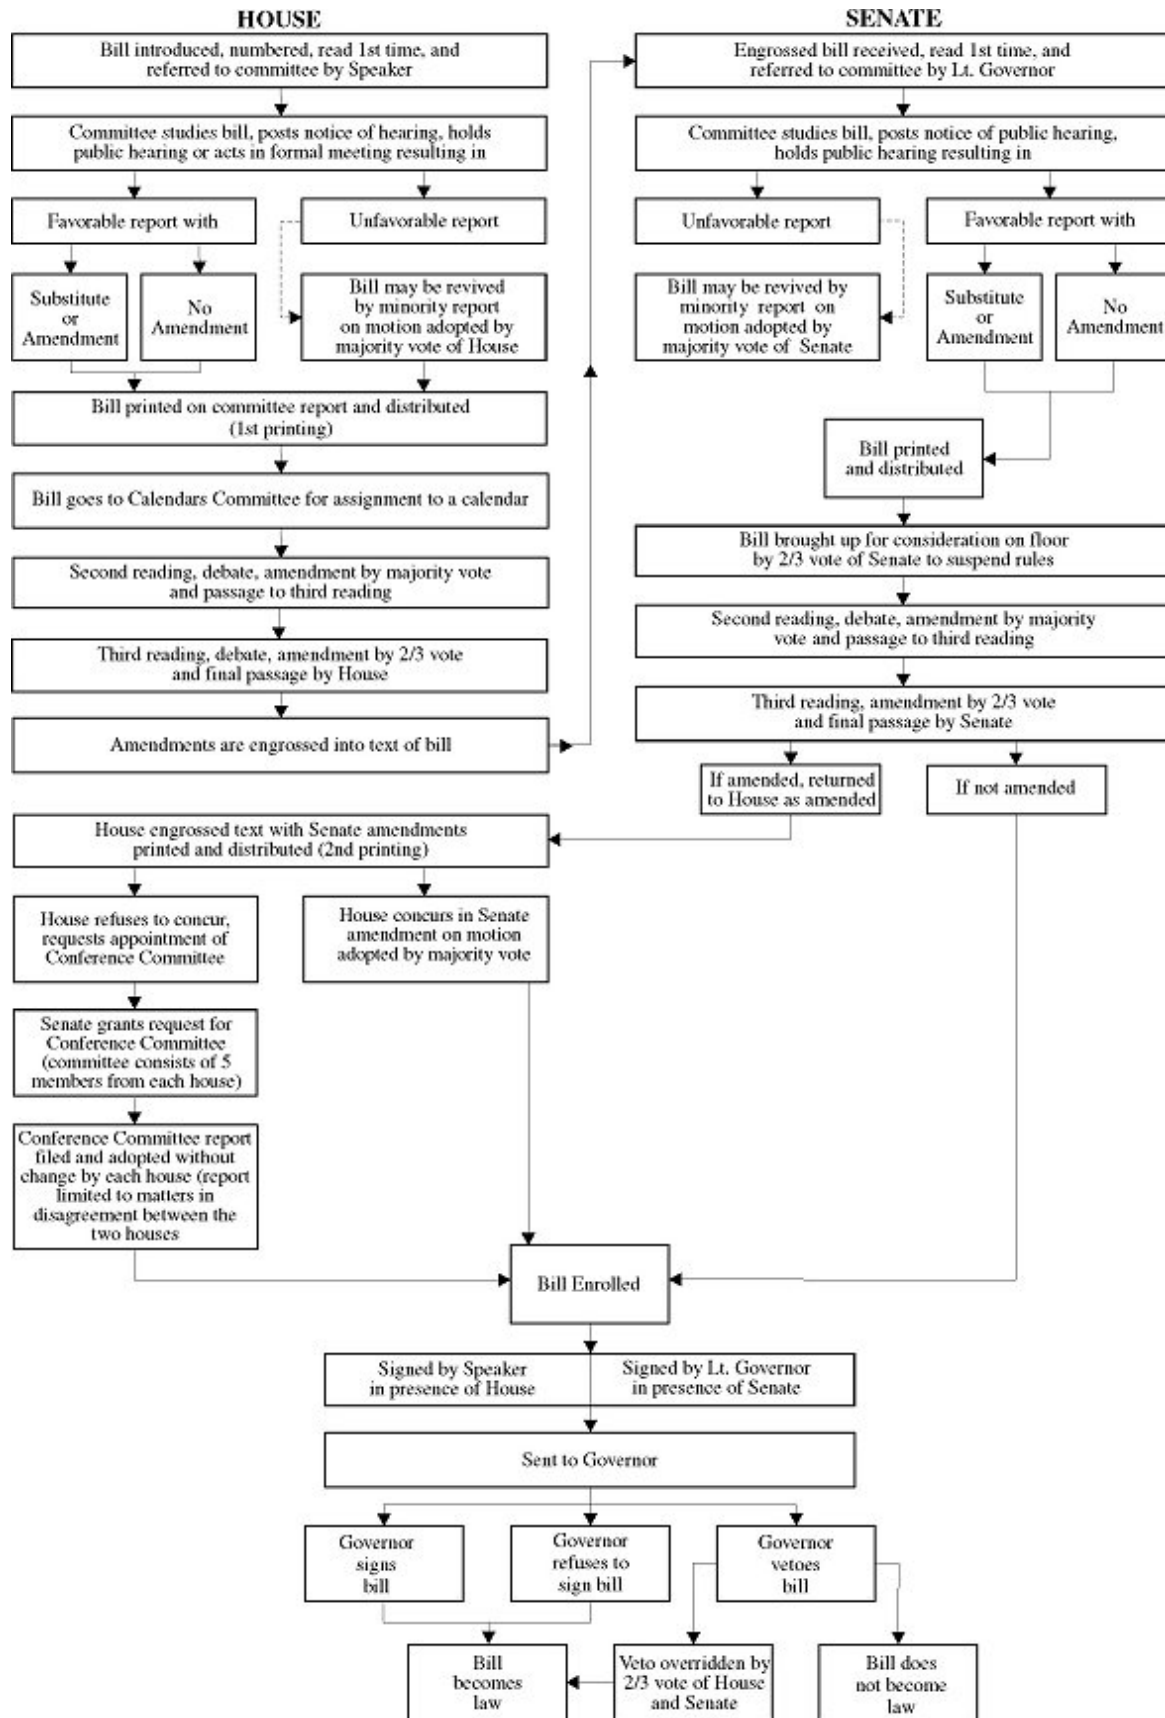 HOUSE
Bill introduced, numbered, read 1st time, and
referred to committee by Speaker
Committee studies bill, posts notice of hearing, holds
public hearing or acts in formal meeting resulting in
Favorable report with
Unfavorable report
Substitute
or
Amendment
No
Amendment
Bill may be revived
by minority report
on motion adopted by
majority vote of House
Bill printed on committee report and distributed
(1st printing)
Bill goes to Calendars Committee for assignment to a calendar
Second reading, debate, amendment by majority vote
and passage to third reading
Third reading, debate, amendment by 2/3 vote
and final passage by House
Amendments are engrossed into text of bill
SENATE
Engrossed bill received, read 1st time, and
referred to committee by Lt. Governor
Committee studies bill, posts notice of public hearing,
holds public hearing resulting in
Unfavorable report
Favorable report with
Bill may be revived by
minority report on
motion adopted by
majority vote of Senate
Substitute
or
Amendment
No
Amendment
Bill printed
and distributed
Bill brought up for consideration on floor
by 2/3 vote of Senate to suspend rules
Second reading, debate, amendment by majority
vote and passage to third reading
Third reading, amendment by 2/3 vote
and final passage by Senate
If amended, returned
to House as amended
If not amended
House engrossed text with Senate amendments
printed and distributed (2nd printing)
House refuses to concur,
requests appointment of
Conference Committee
House concurs in Senate
amendment on motion
adopted by majority vote
Senate grants request for
Conference Committee
(committee consists of 5
members from each house)
Conference Committee report
filed and adopted without
change by each house (report
limited to matters in
disagreement between the
two houses
Bill Enrolled
Signed by Speaker
in presence of House
Signed by Lt. Governor
in presence of Senate
Sent to Governor
Governor
signs
bill
Governor
refuses to
sign bill
Governor
vetoes
bill
Bill
becomes
law
Veto overridden by
2/3 vote of House
and Senate
Bill does
not become
law